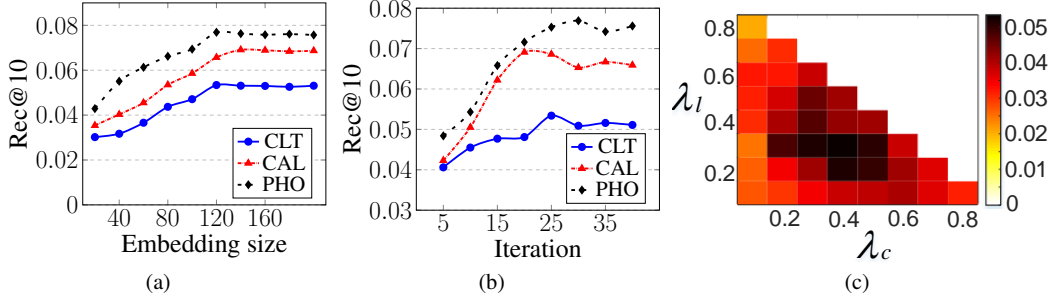 0.08
0.06
0.04
0.02
0
Rec@10
40 80 120 160
Embedding size
CLT
CAL
PHO
(a)
0.08
0.07
0.06
0.05
0.04
0.03
Rec@10
5 15 25 35
Iteration
CLT
CAL
PHO
(b)
0.8
0.6
0.4
0.2
λl
0.2 0.4 0.6 0.8
λc
0.05
0.04
0.03
0.02
0.01
0
(c)